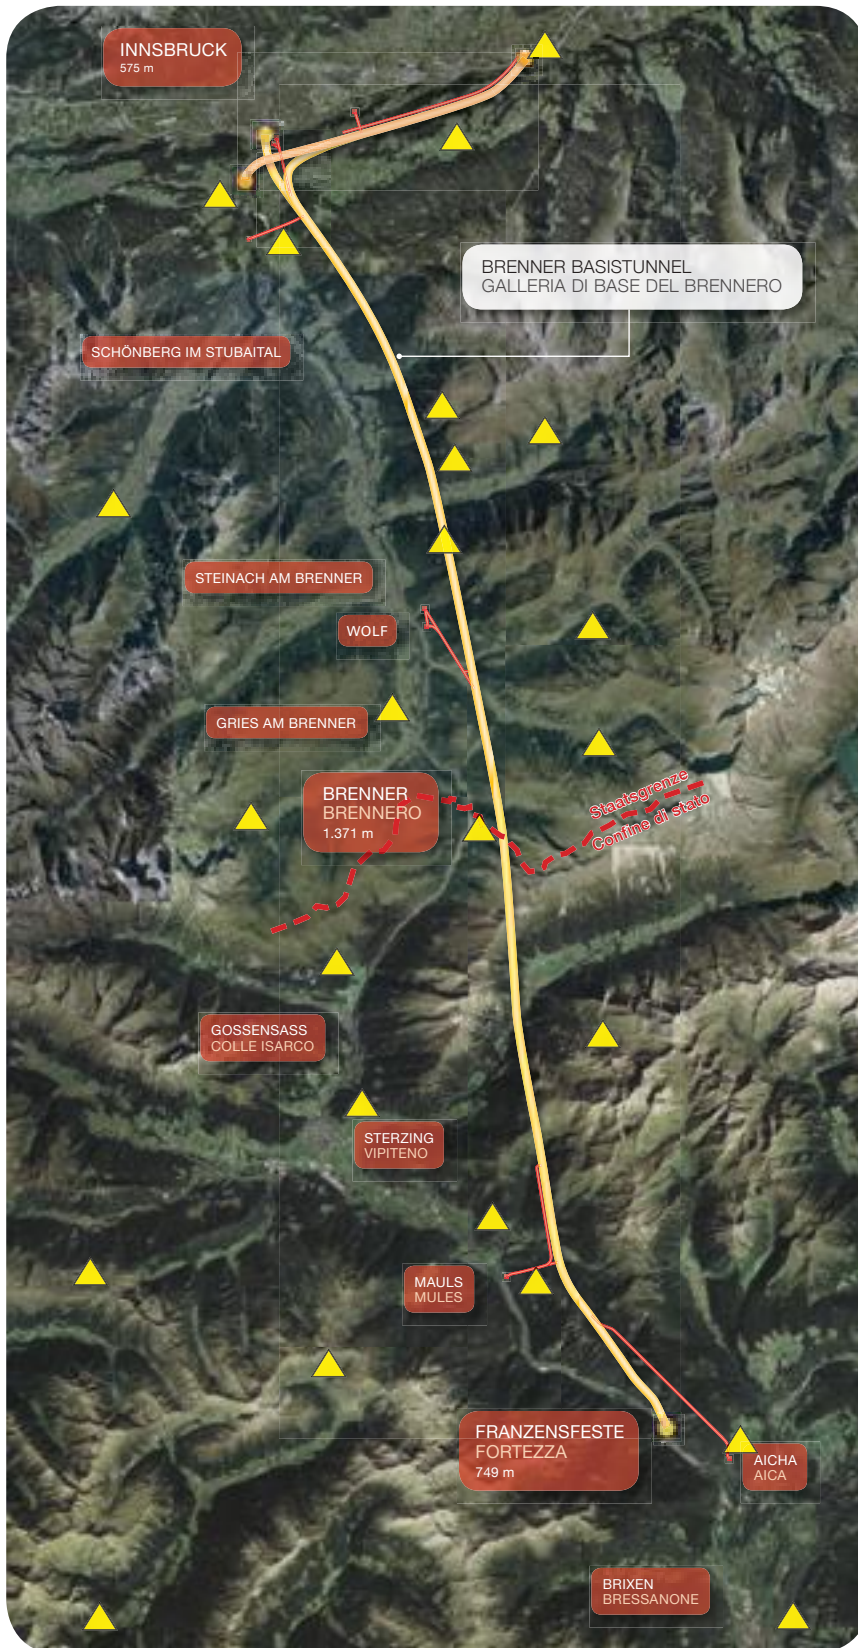 INNSBRUCK
575 m
BRENNER BASISTUNNEL
GALLERIA DI BASE DEL BRENNERO
SCHÖNBERG IM STUBAITAL
STEINACH AM BRENNER
WOLF
GRIES AM BRENNER
BRENNER
BRENNERO
1.371 m
Staatsgrenze
Confine di stato
GOSSENSASS
COLLE ISARCO
STERZING
VIPITENO
MAULS
MULES
FRANZENSFESTE
FORTEZZA
749 m
AICHA
AICA
BRIXEN
BRESSANONE